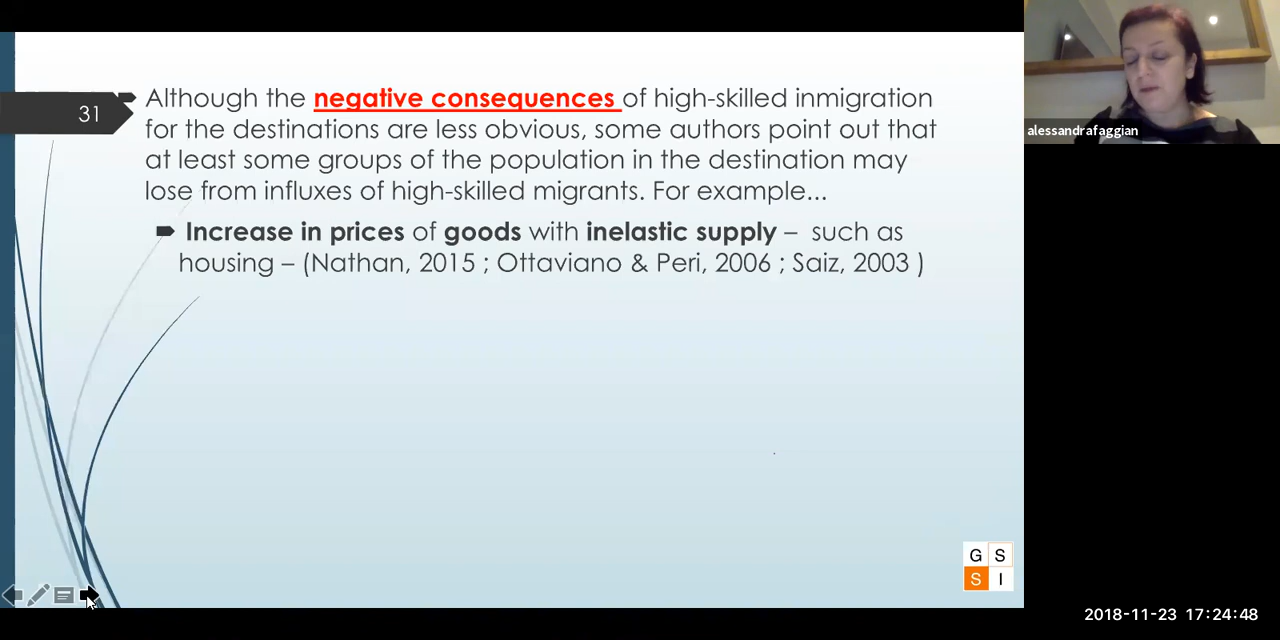 31
Although the negative consequences of high-skilled inmigration
for the destinations are less obvious, some authors point out that
at least some groups of the population in the destination may
lose from influxes of high-skilled migrants. For example...
Increase in prices of goods with inelastic supply – such as
housing – (Nathan, 2015 ; Ottaviano & Peri, 2006 ; Saiz, 2003 )
G S
S I
alessandrafaggian
2018-11-23 17:24:48